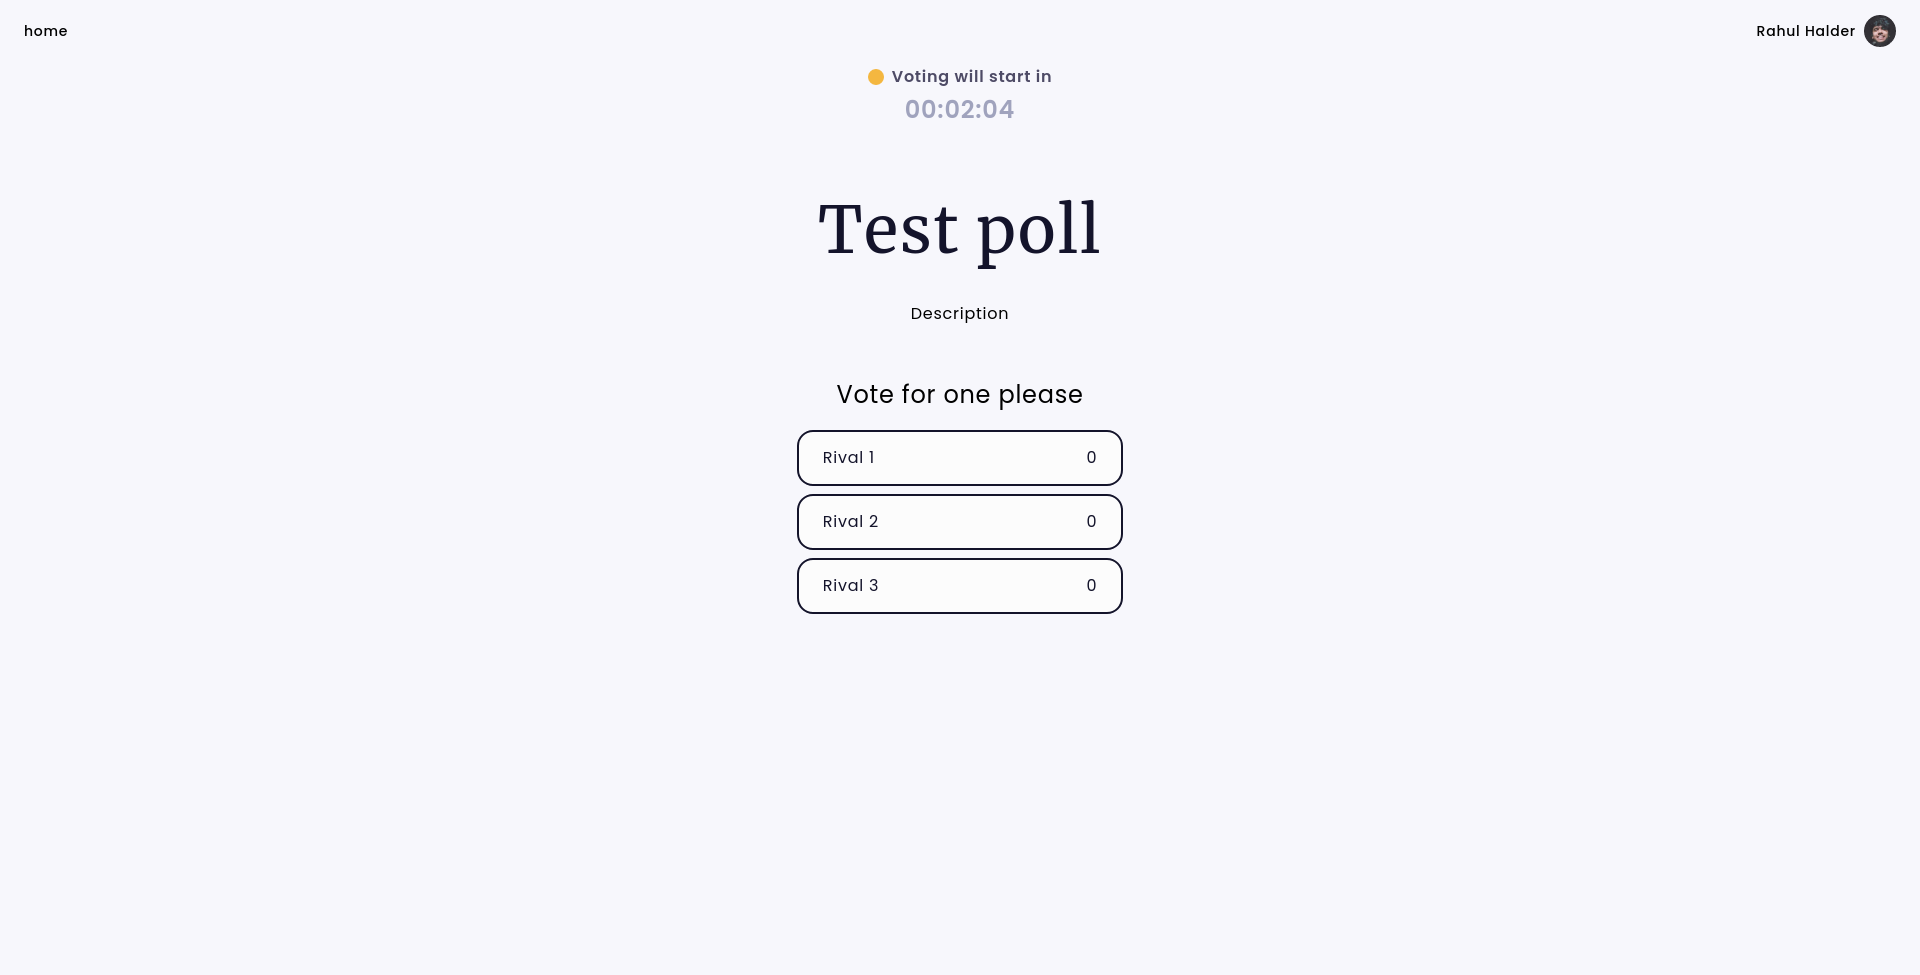 home
Rahul Halder
Voting will start in
00:02:04
Test poll
Description
Vote for one please
Rival 1 0
Rival 2 0
Rival 3 0